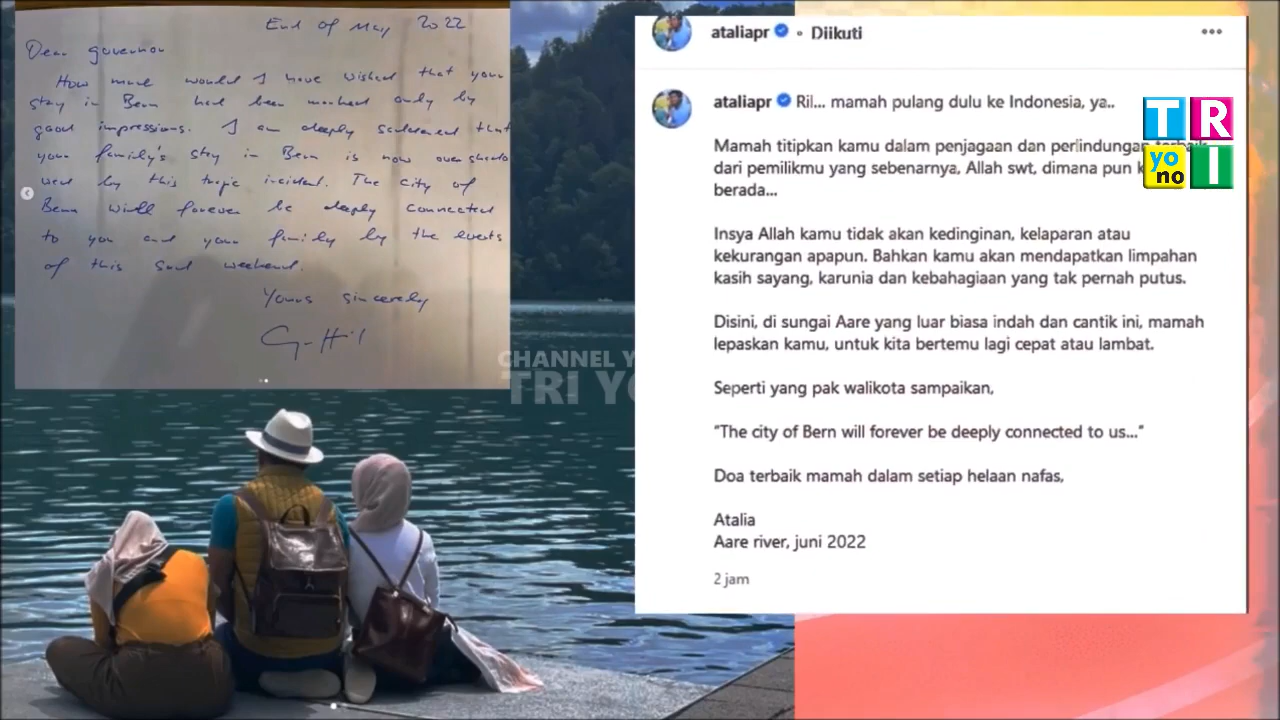 End of May 2022
Dear governor
How much would I have wished that your
stay in Bern had been marked only by
good impressions. I am deeply saddened that
your family's stay in Bern is now overshado
wed by this tragic incident. The city of
Bern will forever be deeply connected
to you and your family by the events
of this sad weekend.
Yours sincerely
ataliapr • Diikuti
ataliapr Ril... mamah pulang dulu ke Indonesia, ya..
Mamah titipkan kamu dalam penjagaan dan perlindungan
dari pemilikmu yang sebenarnya, Allah swt, dimana pun
berada...
Insya Allah kamu tidak akan kedinginan, kelaparan atau
kekurangan apapun. Bahkan kamu akan mendapatkan limpahan
kasih sayang, karunia dan kebahagiaan yang tak pernah putus.
Disini, di sungai Aare yang luar biasa indah dan cantik ini, mamah
lepaskan kamu, untuk kita bertemu lagi cepat atau lambat.
Seperti yang pak walikota sampaikan,
“The city of Bern will forever be deeply connected to us...”
Doa terbaik mamah dalam setiap helaan nafas,
Atalia
Aare river, juni 2022
2 jam
TR
yo
no I
CHANNEL Y
TRI YO